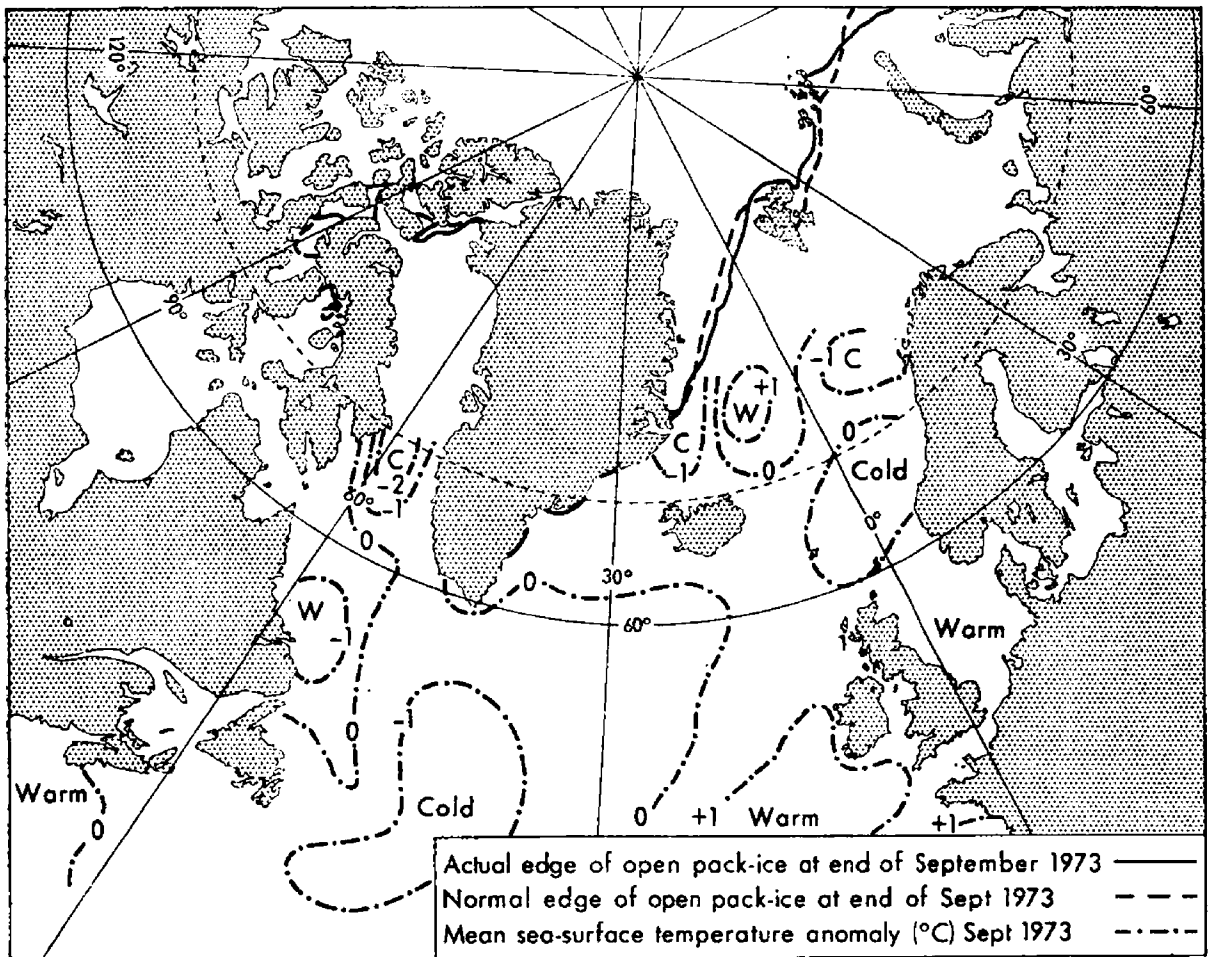 120°
60°
90°
30°
-1 C
+1
W
0
C
-1
0
Cold
C
-2
-1
60°
0
0°
0
30°
W
-1
60°
Warm
-1
0
Warm
0
Cold
0
+1
Warm
+1
Actual edge of open pack-ice at end of September 1973
Normal edge of open pack-ice at end of Sept 1973
Mean sea-surface temperature anomaly (°C) Sept 1973